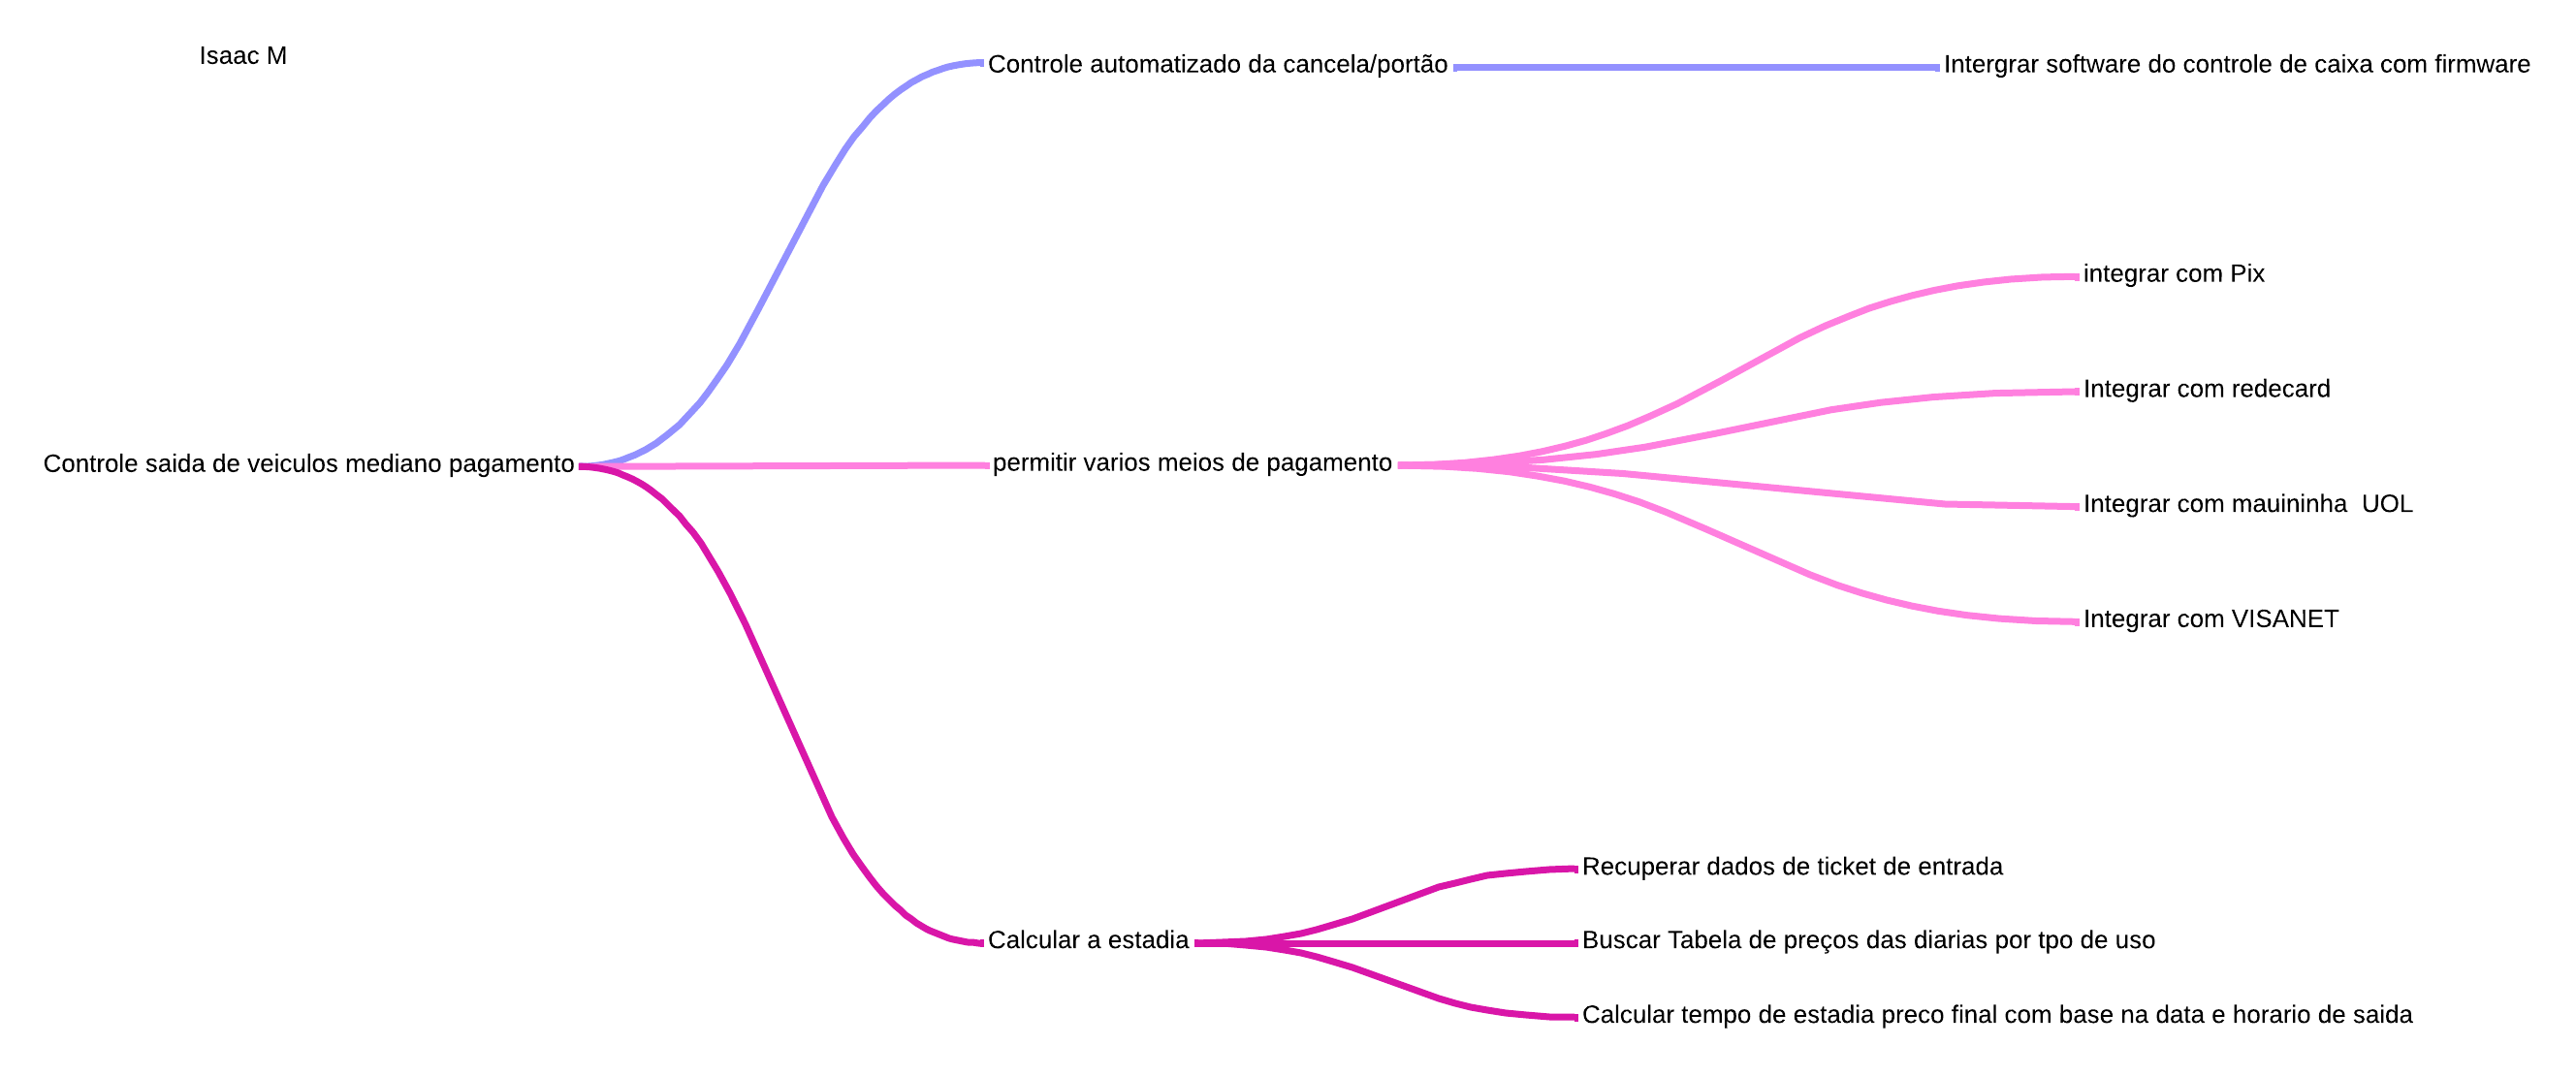 Isaac M
Controle automatizado da cancela/portão
Intergrar software do controle de caixa com firmware
integrar com Pix
Integrar com redecard
Controle saida de veiculos mediano pagamento
permitir varios meios de pagamento
Integrar com mauininha  UOL
Integrar com VISANET
Recuperar dados de ticket de entrada
Calcular a estadia
Buscar Tabela de preços das diarias por tpo de uso
Calcular tempo de estadia preco final com base na data e horario de saida